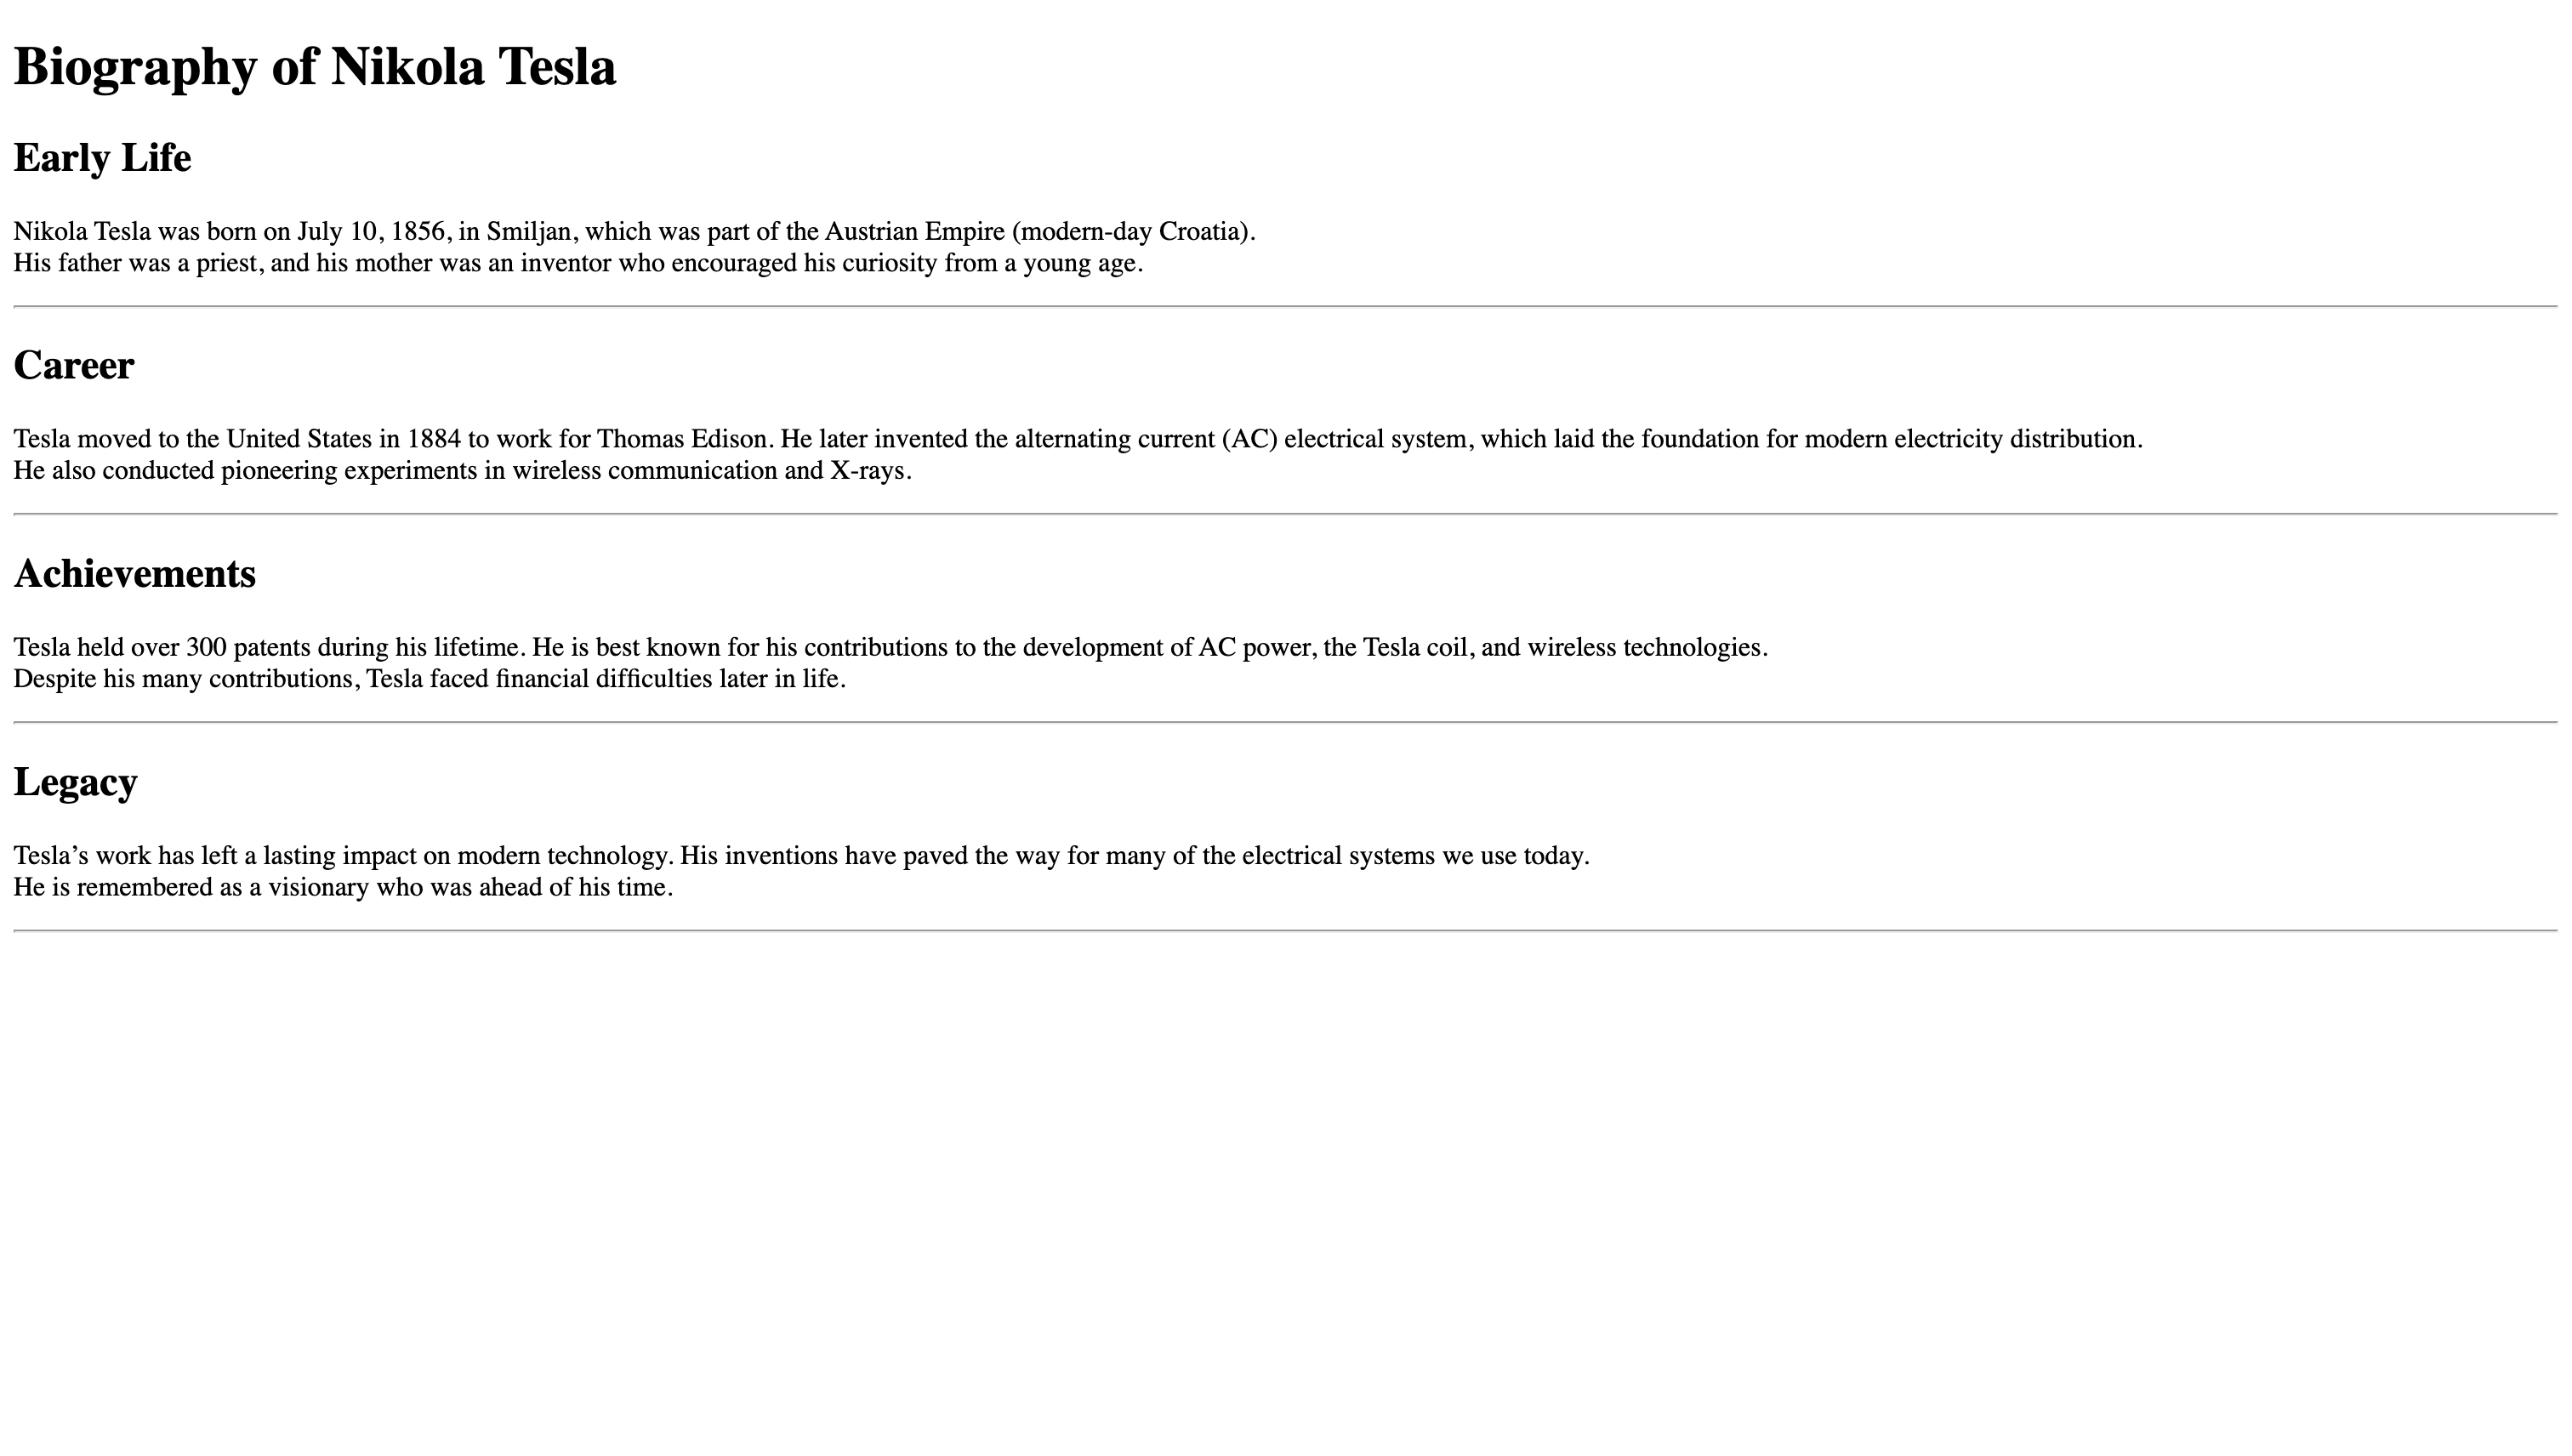 Biography of Nikola Tesla
Early Life
Nikola Tesla was born on July 10, 1856, in Smiljan, which was part of the Austrian Empire (modern-day Croatia).
His father was a priest, and his mother was an inventor who encouraged his curiosity from a young age.
Career
Tesla moved to the United States in 1884 to work for Thomas Edison. He later invented the alternating current (AC) electrical system, which laid the foundation for modern electricity distribution.
He also conducted pioneering experiments in wireless communication and X-rays.
Achievements
Tesla held over 300 patents during his lifetime. He is best known for his contributions to the development of AC power, the Tesla coil, and wireless technologies.
Despite his many contributions, Tesla faced financial difficulties later in life.
Legacy
Tesla’s work has left a lasting impact on modern technology. His inventions have paved the way for many of the electrical systems we use today.
He is remembered as a visionary who was ahead of his time.